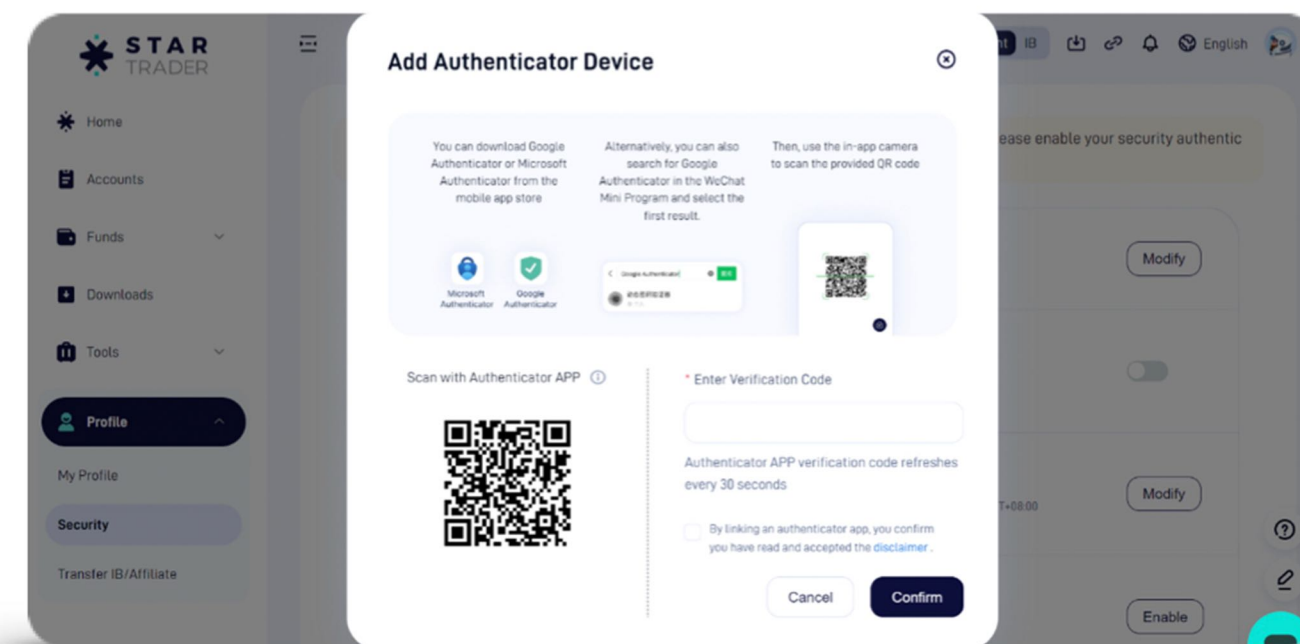 STAR
TRADER
IB
English
Home
Accounts
Funds
Downloads
Tools
Profile
My Profile
Security
Transfer IB/Affiliate
Add Authenticator Device
You can download Google
Authenticator or Microsoft
Authenticator from the
mobile app store
Microsoft
Authenticator
Google
Authenticator
Alternatively, you can also
search for Google
Authenticator in the WeChat
Mini Program and select the
first result.
Google Authenticator
Then, use the in-app camera
to scan the provided QR code
Scan with Authenticator APP
* Enter Verification Code
Authenticator APP verification code refreshes
every 30 seconds
By linking an authenticator app, you confirm
you have read and accepted the disclaimer .
Cancel
Confirm
ease enable your security authentic
Modify
T+08:00
Modify
Enable